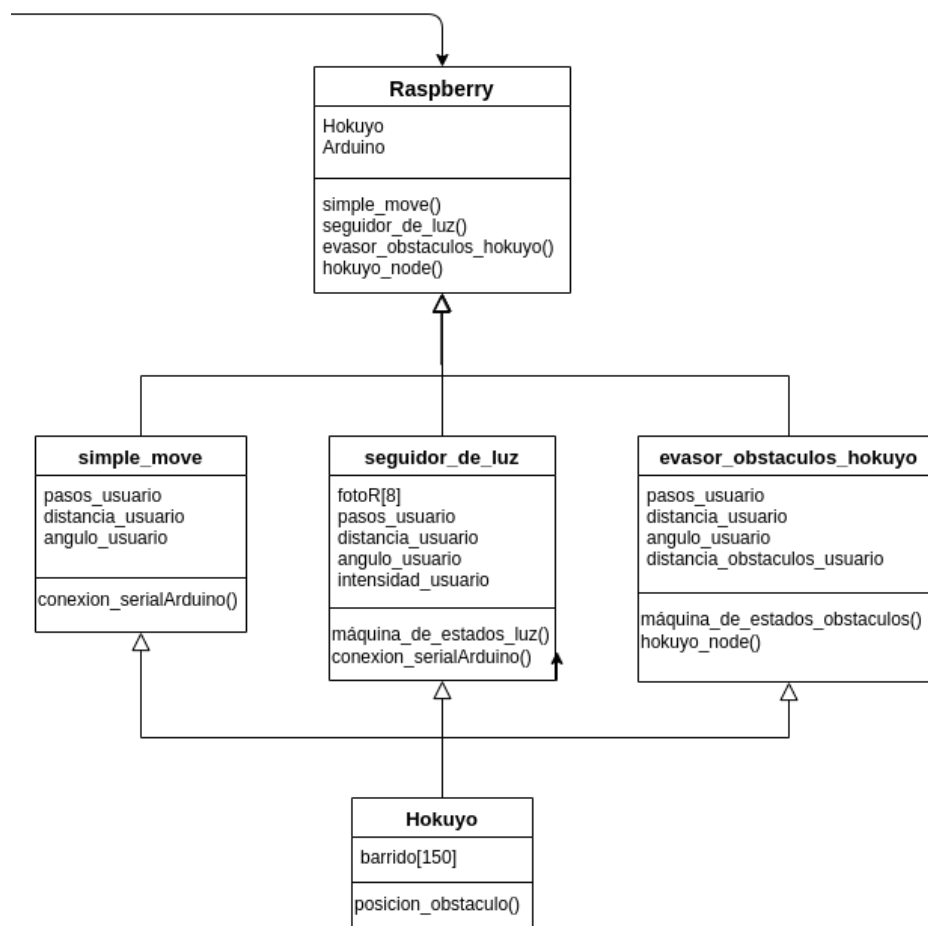 Raspberry
Hokuyo
Arduino
simple_move()
seguidor_de_luz()
evasor_obstaculos_hokuyo()
hokuyo_node()
simple_move
pasos_usuario
distancia_usuario
angulo_usuario
conexion_serialArduino()
seguidor_de_luz
fotoR[8]
pasos_usuario
distancia_usuario
angulo_usuario
intensidad_usuario
máquina_de_estados_luz()
conexion_serialArduino()
evasor_obstaculos_hokuyo
pasos_usuario
distancia_usuario
angulo_usuario
distancia_obstaculos_usuario
máquina_de_estados_obstaculos()
hokuyo_node()
Hokuyo
barrido[150]
posicion_obstaculo()